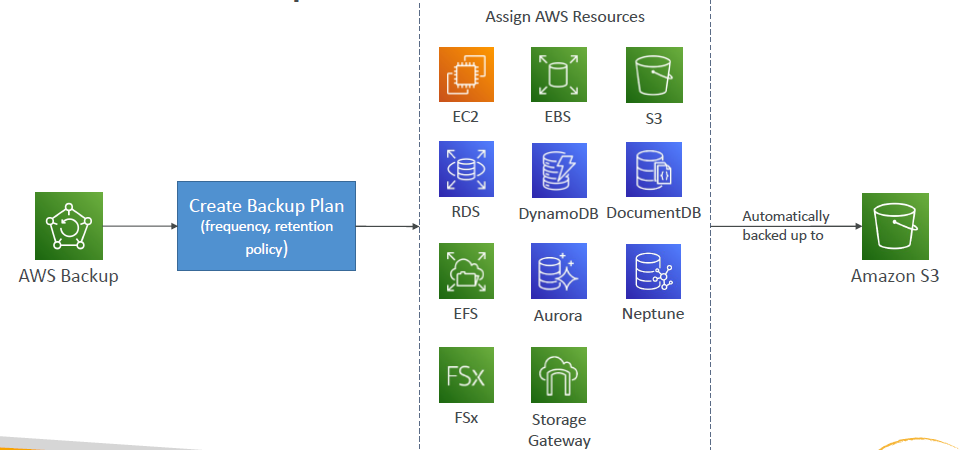 Assign AWS Resources
EC2
EBS
S3
RDS
DynamoDB
DocumentDB
AWS Backup
Create Backup Plan
(frequency, retention
policy)
Automatically
backed up to
Amazon S3
EFS
Aurora
Neptune
FSx
FSx
Storage
Gateway